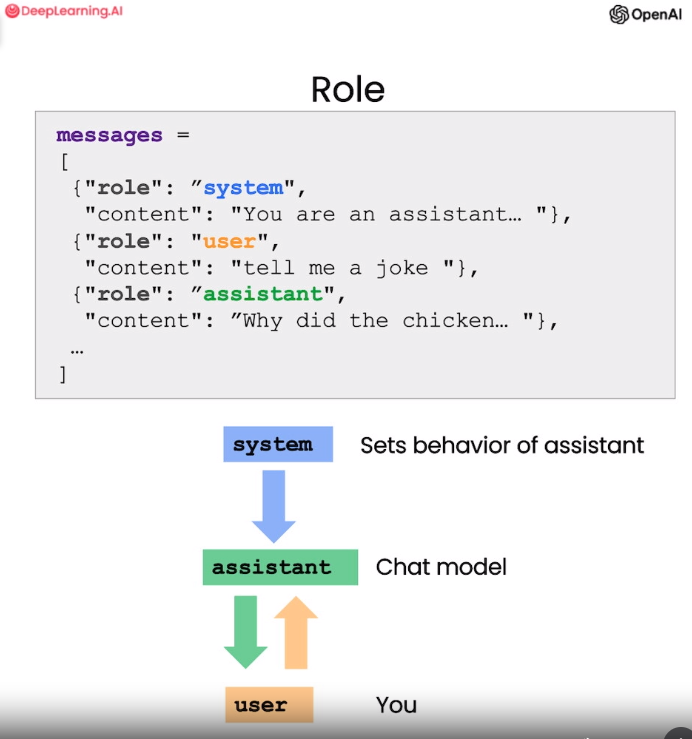 DeepLearning.AI
OpenAI
Role
messages =
[
{"role": ”system",
"content": "You are an assistant… "},
{"role": "user",
"content": "tell me a joke "},
{"role": ”assistant",
"content": ”Why did the chicken… "},
…
]
system Sets behavior of assistant
assistant Chat model
user You